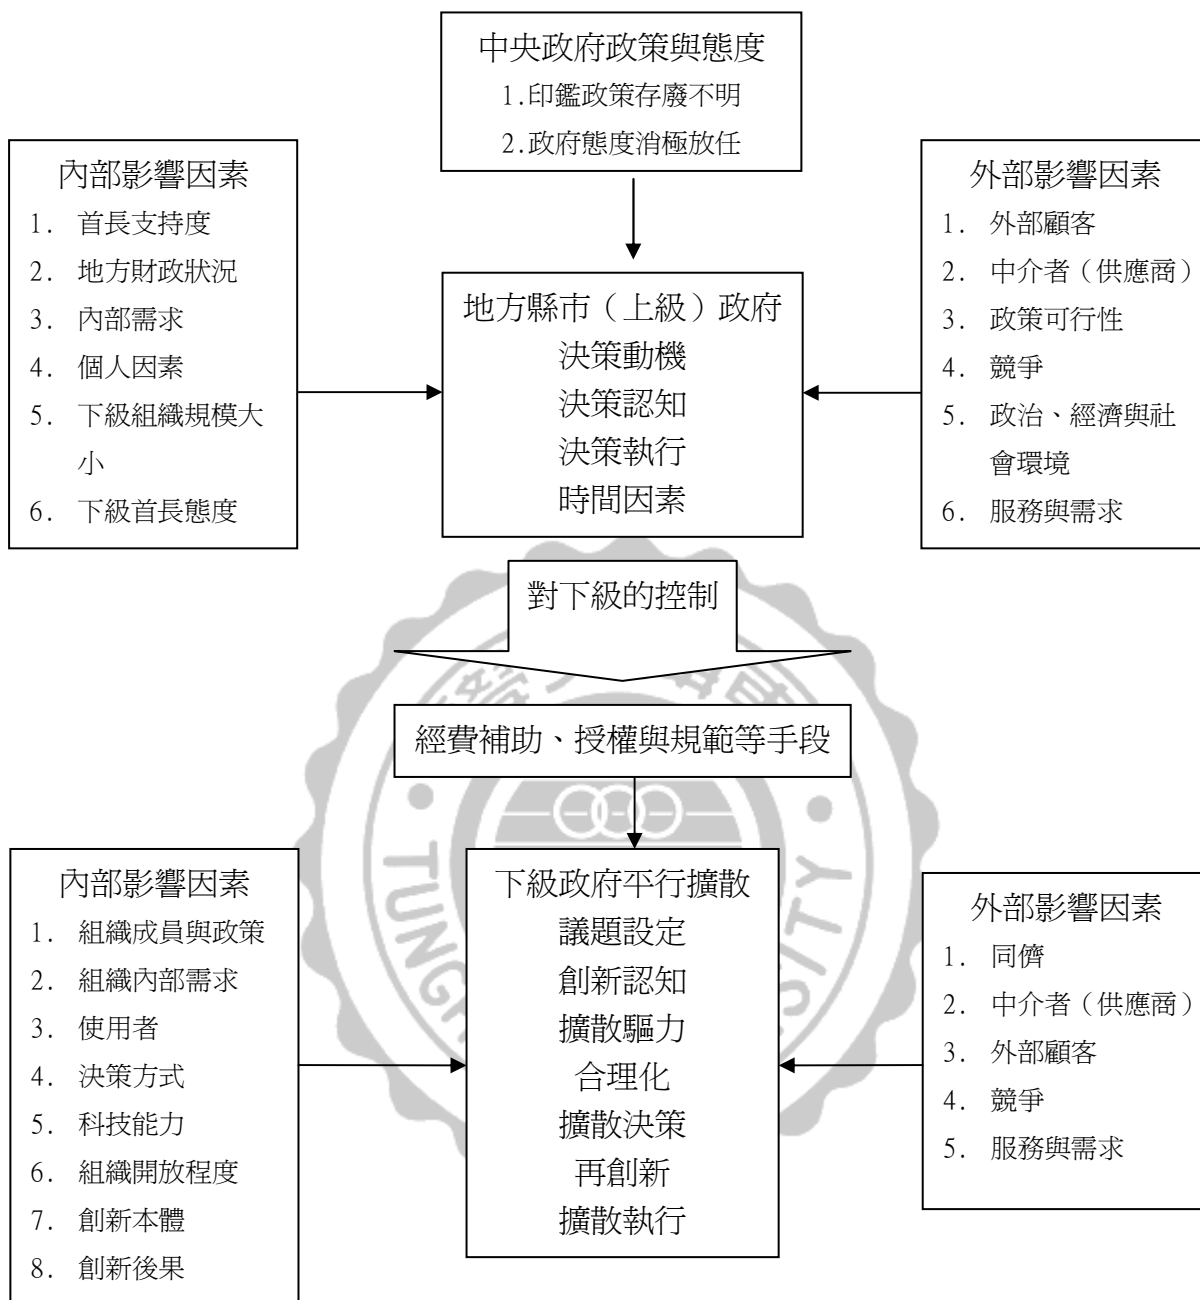 中央政府政策與態度
1.印鑑政策存廢不明
2.政府態度消極放任
內部影響因素
1. 首長支持度
2. 地方財政狀況
3. 內部需求
4. 個人因素
5. 下級組織規模大
小
6. 下級首長態度
地方縣市（上級）政府
決策動機
決策認知
決策執行
時間因素
外部影響因素
1. 外部顧客
2. 中介者（供應商）
3. 政策可行性
4. 競爭
5. 政治、經濟與社
會環境
6. 服務與需求
對下級的控制
經費補助、授權與規範等手段
內部影響因素
1. 組織成員與政策
2. 組織內部需求
3. 使用者
4. 決策方式
5. 科技能力
6. 組織開放程度
7. 創新本體
8. 創新後果
下級政府平行擴散
議題設定
創新認知
擴散驅力
合理化
擴散決策
再創新
擴散執行
外部影響因素
1. 同儕
2. 中介者（供應商）
3. 外部顧客
4. 競爭
5. 服務與需求